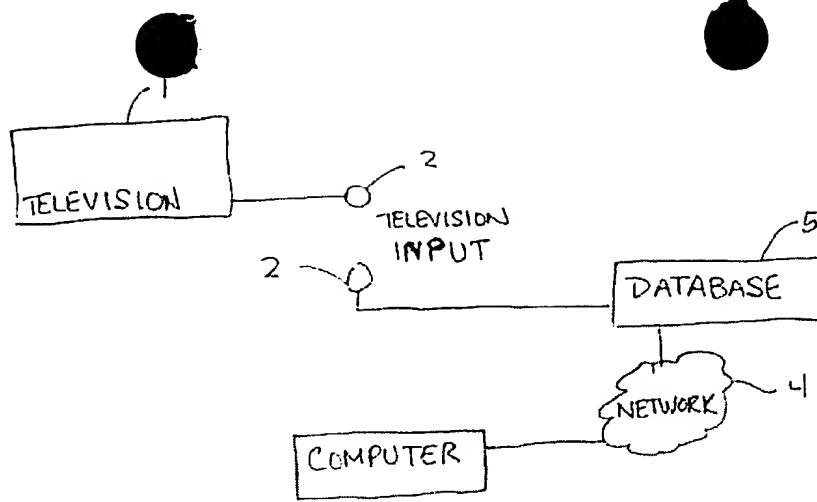 2
TELEVISION
TELEVISION
INPUT
2
5
DATABASE
4
NETWORK
COMPUTER